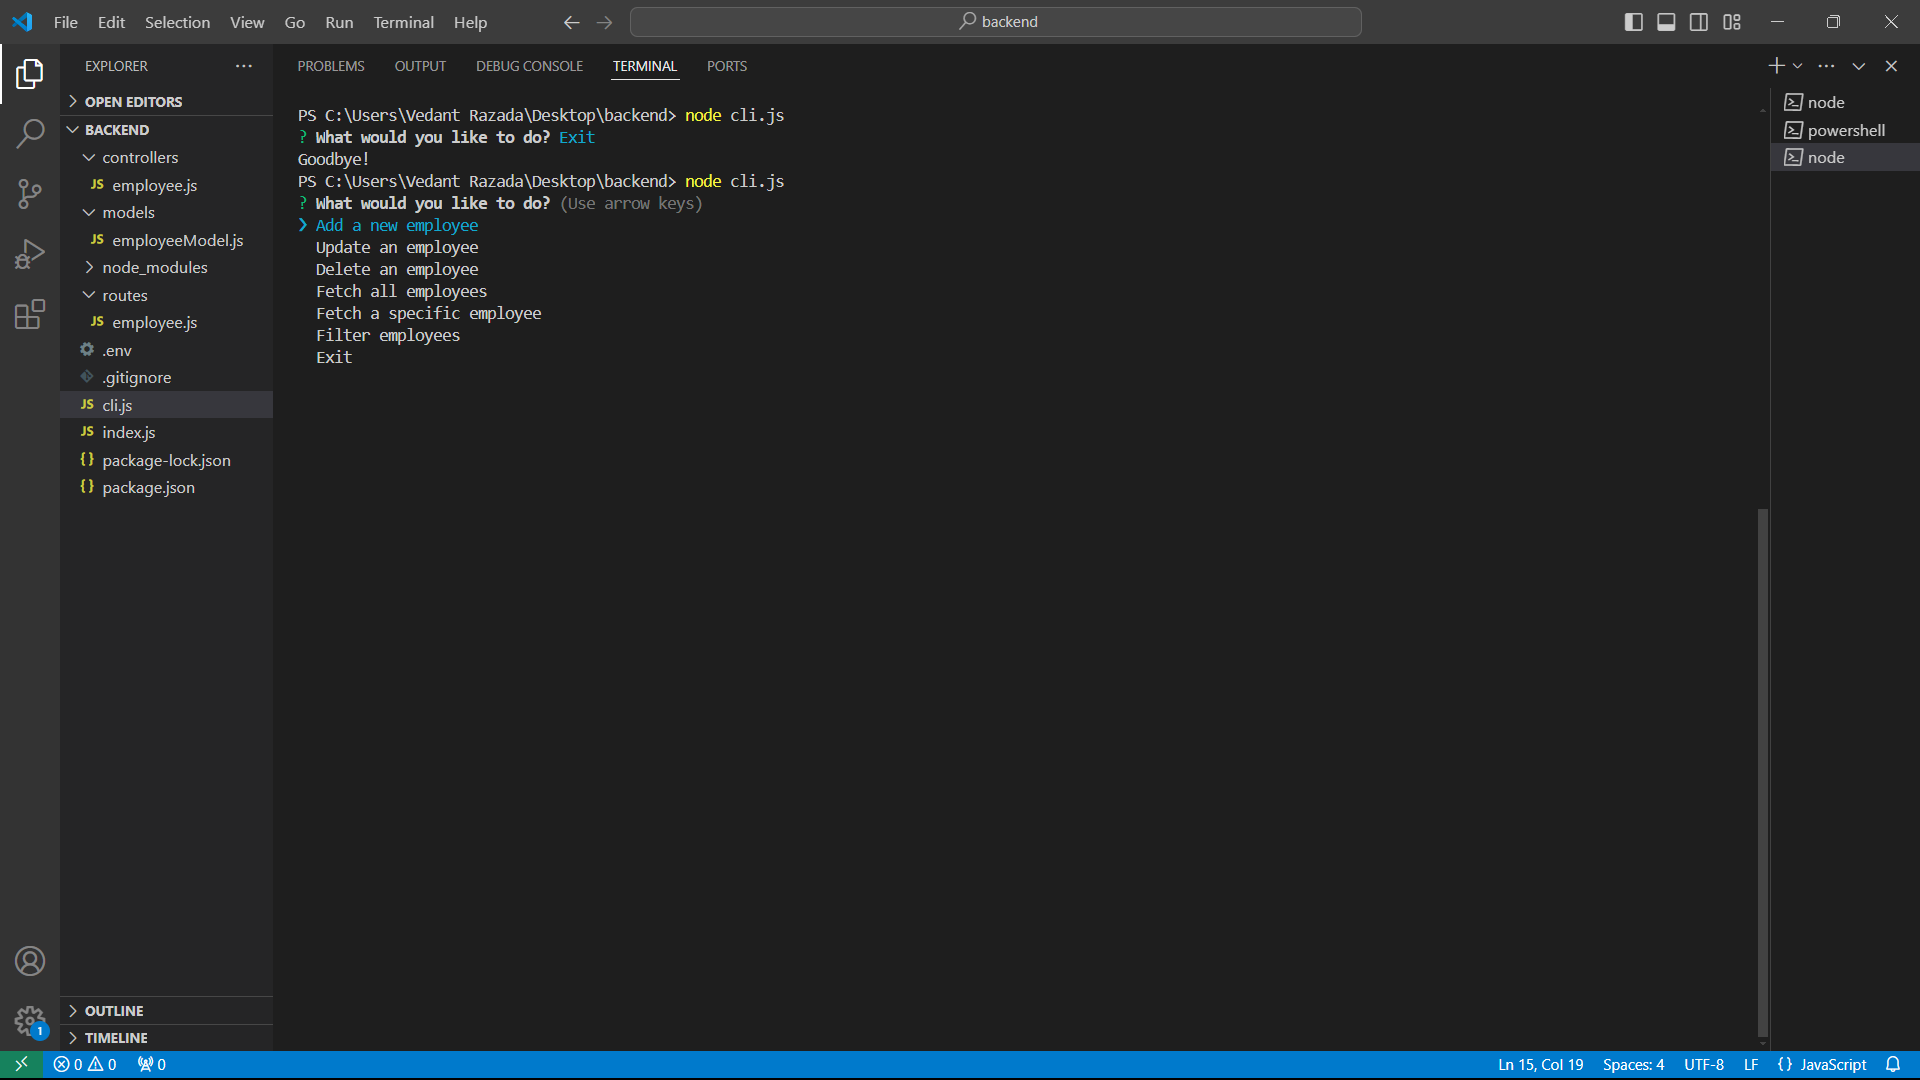 File Edit Selection View Go Run Terminal Help
backend
EXPLORER
OPEN EDITORS
BACKEND
controllers
JS employee.js
models
JS employeeModel.js
node_modules
routes
JS employee.js
.env
.gitignore
JS cli.js
JS index.js
{} package-lock.json
{} package.json
OUTLINE
TIMELINE
1
PROBLEMS OUTPUT DEBUG CONSOLE TERMINAL PORTS
PS C:\Users\Vedant Razada\Desktop\backend> node cli.js
? What would you like to do? Exit
Goodbye!
PS C:\Users\Vedant Razada\Desktop\backend> node cli.js
? What would you like to do? (Use arrow keys)
❯ Add a new employee
Update an employee
Delete an employee
Fetch all employees
Fetch a specific employee
Filter employees
Exit
node
powershell
node
0 0 0
Ln 15, Col 19 Spaces: 4 UTF-8 LF {} JavaScript